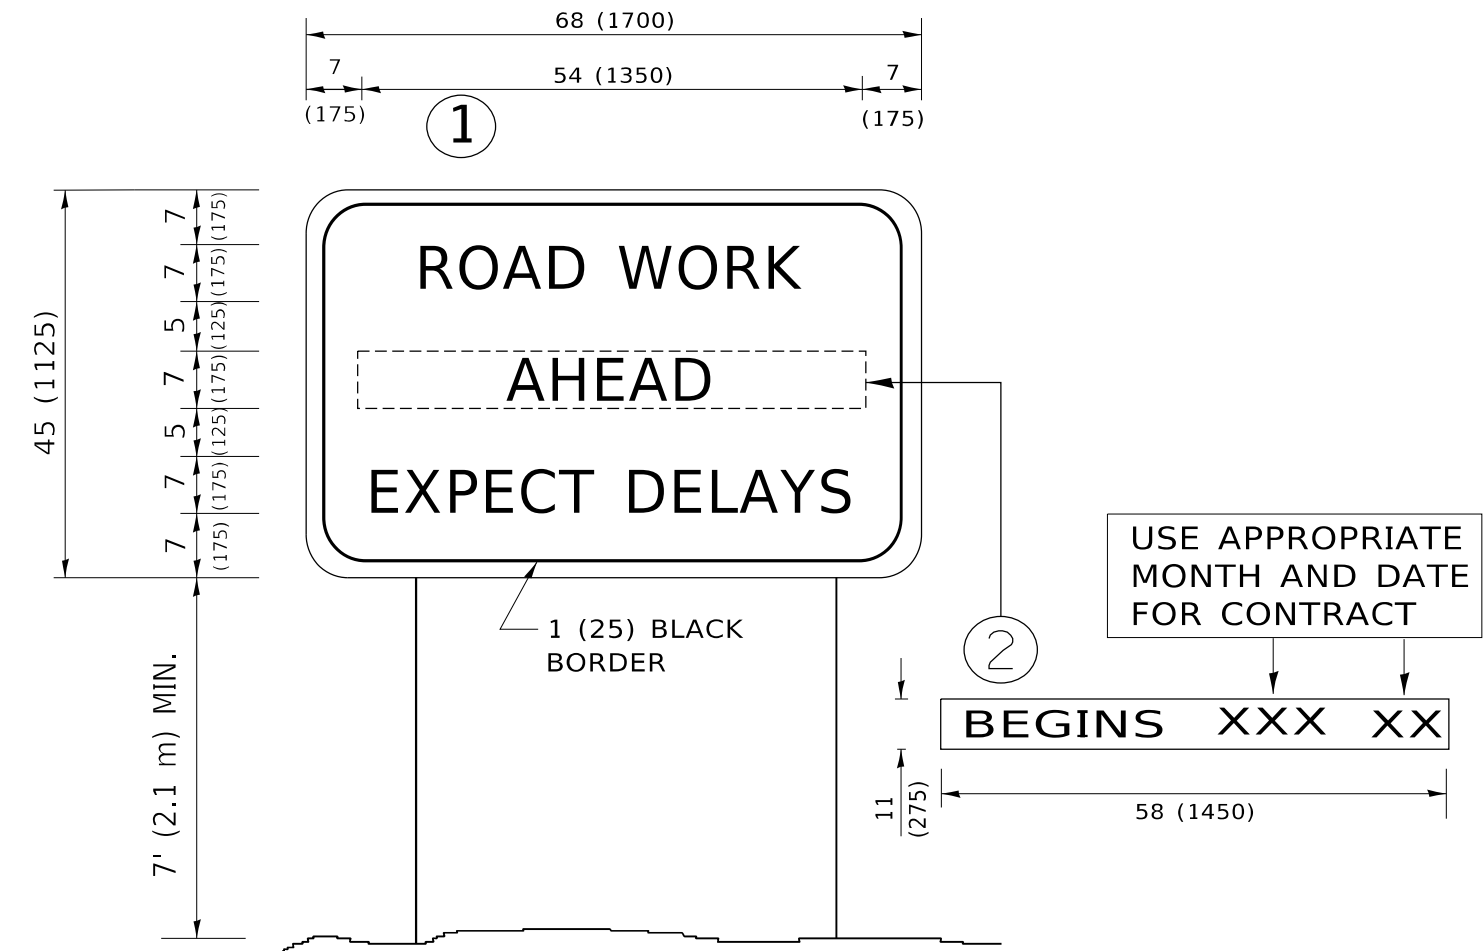 68 (1700)
7
54 (1350)
7
(175)
(175)
1
7
(175)
7
(175)
5
(125)
7
(175)
5
(125)
7
(175)
7
(175)
45 (1125)
ROAD WORK
AHEAD
EXPECT DELAYS
1 (25) BLACK
BORDER
7' (2.1 m) MIN.
USE APPROPRIATE
MONTH AND DATE
FOR CONTRACT
2
BEGINS XXX XX
11
(275)
58 (1450)